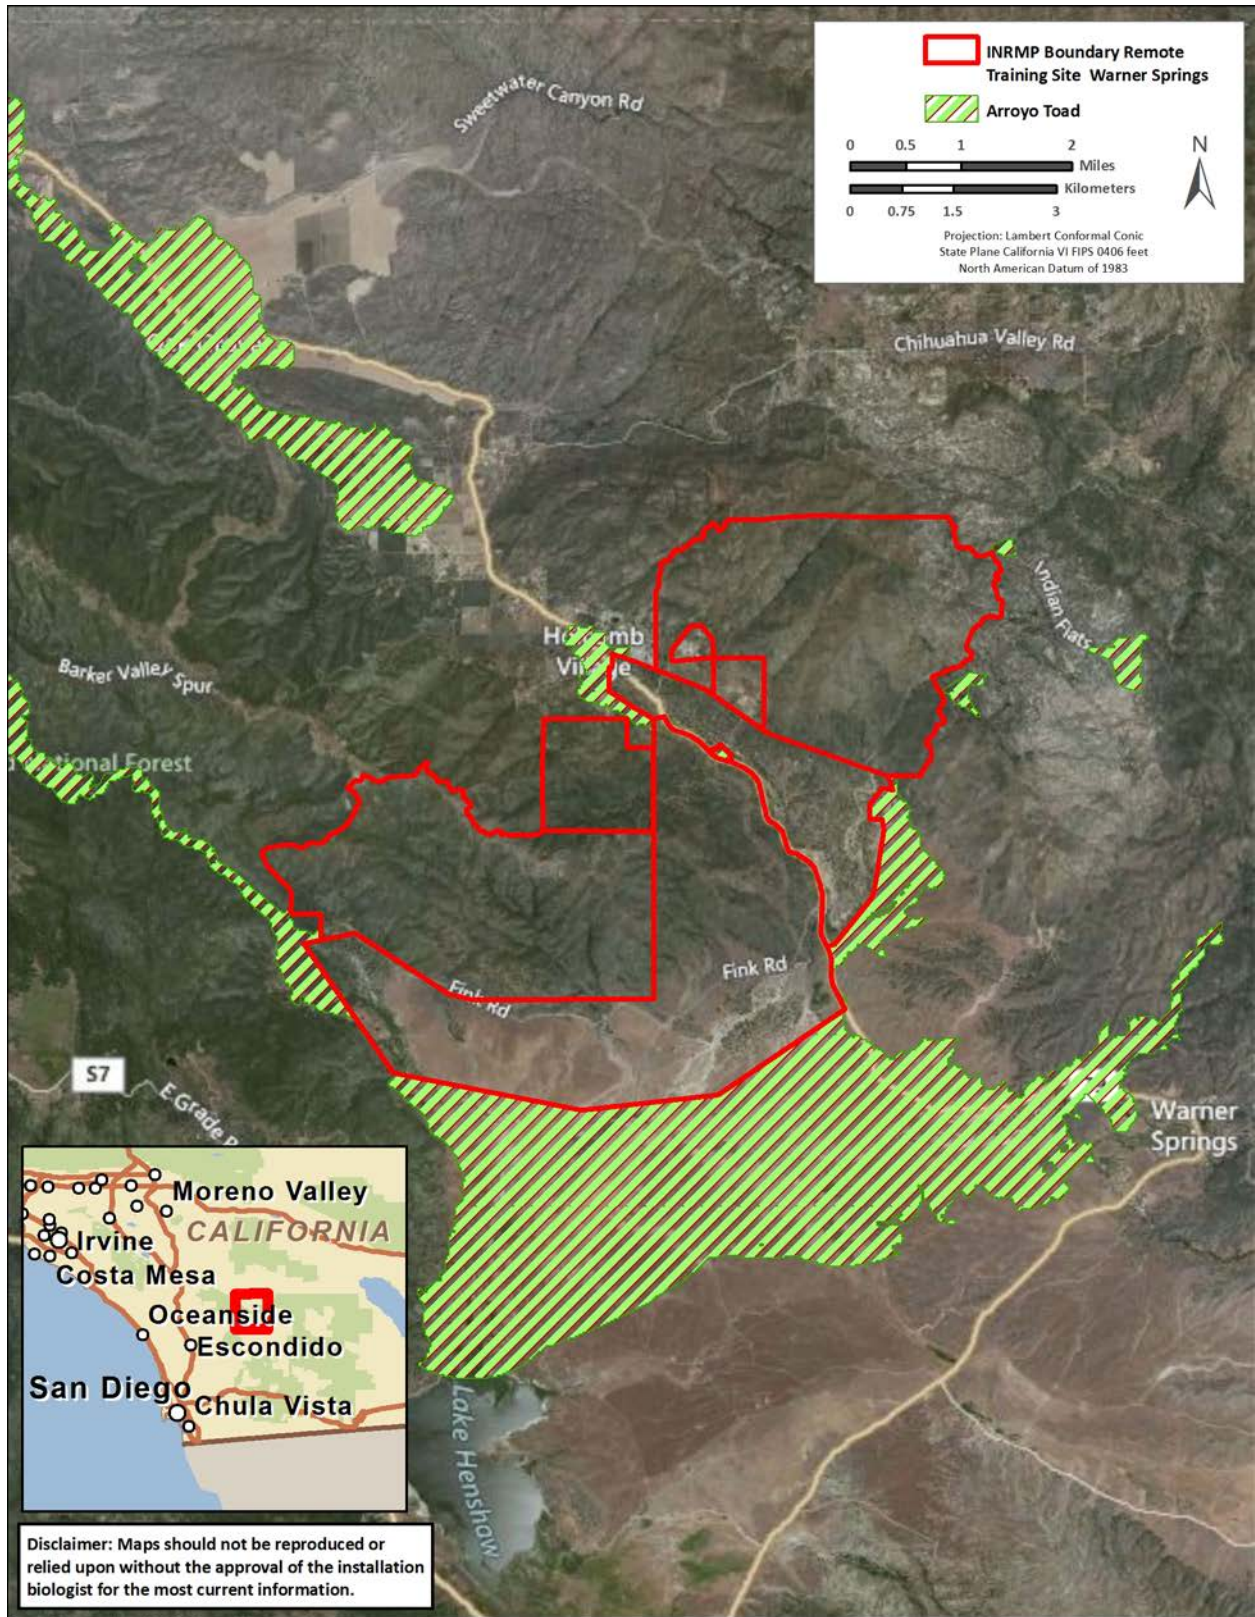 INRMP Boundary Remote
Training Site Warner Springs
Arroyo Toad
0 0.5 1 2
Miles
Kilometers
0 0.75 1.5 3
N
Projection: Lambert Conformal Conic
State Plane California VI FIPS 0406 feet
North American Datum of 1983
Sweetwater Canyon Rd
Chihuahua Valley Rd
Indian Flats
Village
Barker Valley Spur
National Forest
Fink Rd
Fink Rd
S7
E Grade R
Warner
Springs
Moreno Valley
CALIFORNIA
Irvine
Costa Mesa
Oceanside
Escondido
San Diego
Chula Vista
Lake Henshaw
Disclaimer: Maps should not be reproduced or
relied upon without the approval of the installation
biologist for the most current information.